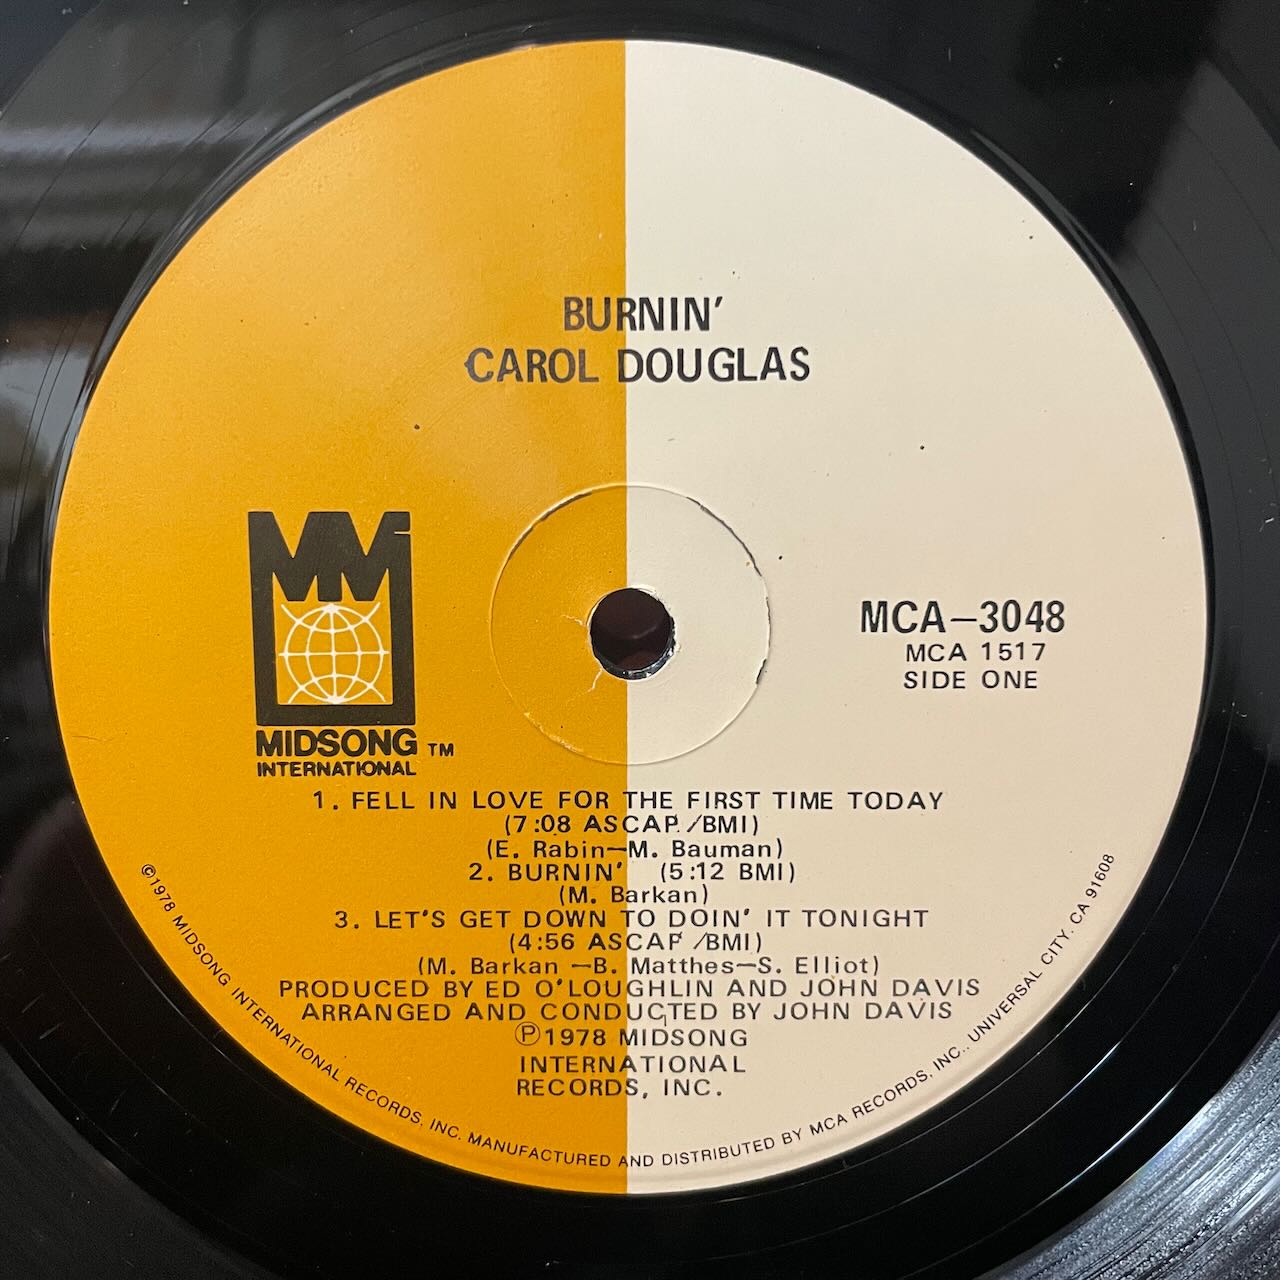 BURNIN'
CAROL DOUGLAS
MM
MIDSONG TM
INTERNATIONAL
MCA-3048
MCA 1517
SIDE ONE
1. FELL IN LOVE FOR THE FIRST TIME TODAY
(7:08 ASCAP/BMI)
(E. Rabin-M. Bauman)
2. BURNIN' (5:12 BMI)
(M. Barkan)
3. LET'S GET DOWN TO DOIN' IT TONIGHT
(4:56 ASCAP/BMI)
(M. Barkan-B. Matthes-S. Elliot)
PRODUCED BY ED O'LOUGHLIN AND JOHN DAVIS
ARRANGED AND CONDUCTED BY JOHN DAVIS
℗1978 MIDSONG
INTERNATIONAL
RECORDS, INC.
©1978 MIDSONG INTERNATIONAL RECORDS, INC. MANUFACTURED AND DISTRIBUTED BY MCA RECORDS, INC., UNIVERSAL CITY, CA 91608